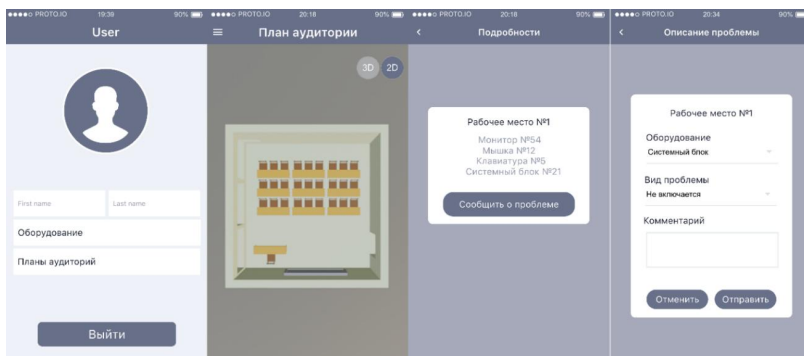 PROTO.IO 19:38 90%
User
First name Last name
Оборудование
Планы аудиторий
Выйти
PROTO.IO 20:18 90%
План аудитории
3D 2D
PROTO.IO 20:18 90%
Подробности
Рабочее место №1
Монитор №54
Мышка №12
Клавиатура №5
Системный блок №21
Сообщить о проблеме
PROTO.IO 20:34 90%
Описание проблемы
Рабочее место №1
Оборудование
Системный блок
Вид проблемы
Не включается
Комментарий
Отменить Отправить